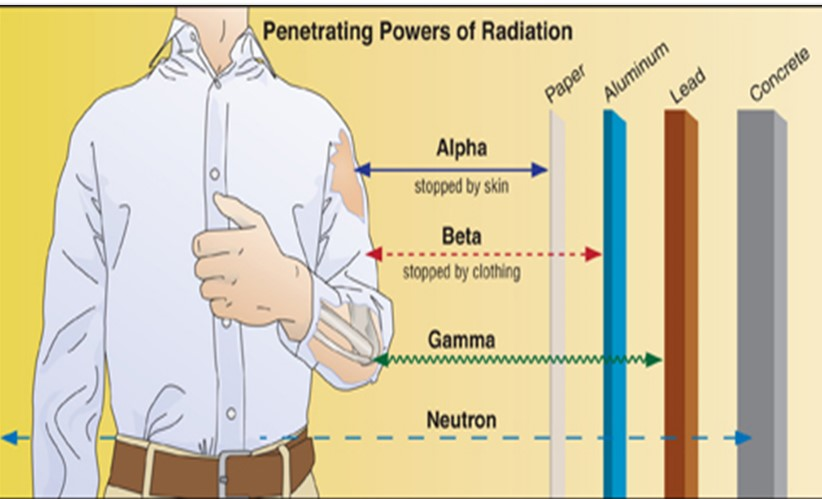 Penetrating Powers of Radiation
Paper
Aluminum
Lead
Concrete
Alpha
stopped by skin
Beta
stopped by clothing
Gamma
Neutron